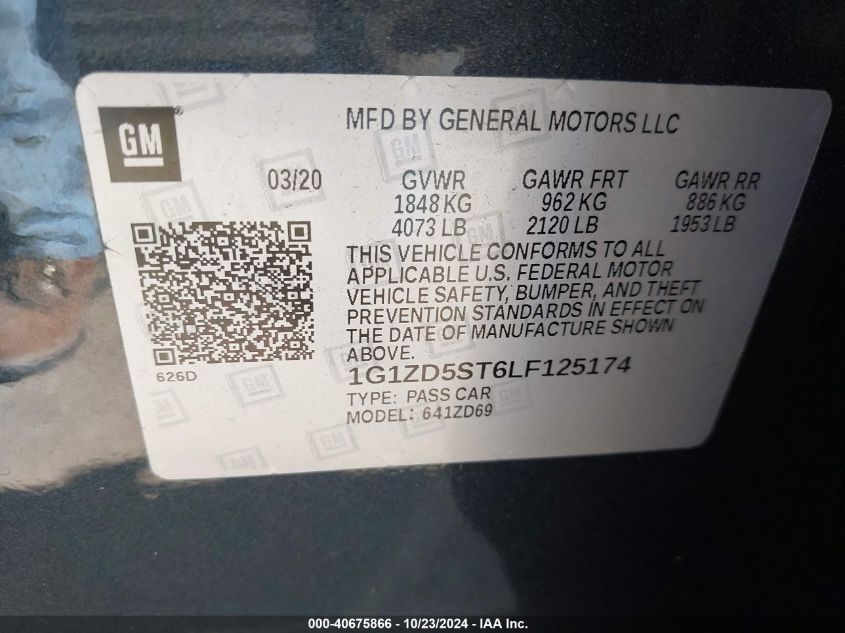 GM
®
MFD BY GENERAL MOTORS LLC
03/20 GVWR GAWR FRT GAWR RR
1848 KG 962 KG 886 KG
4073 LB 2120 LB 1953 LB
THIS VEHICLE CONFORMS TO ALL
APPLICABLE U.S. FEDERAL MOTOR
VEHICLE SAFETY, BUMPER, AND THEFT
PREVENTION STANDARDS IN EFFECT ON
THE DATE OF MANUFACTURE SHOWN
ABOVE.
626D
1G1ZD5ST6LF125174
TYPE: PASS CAR
MODEL: 641ZD69
000-40675866 - 10/23/2024 - IAA Inc.